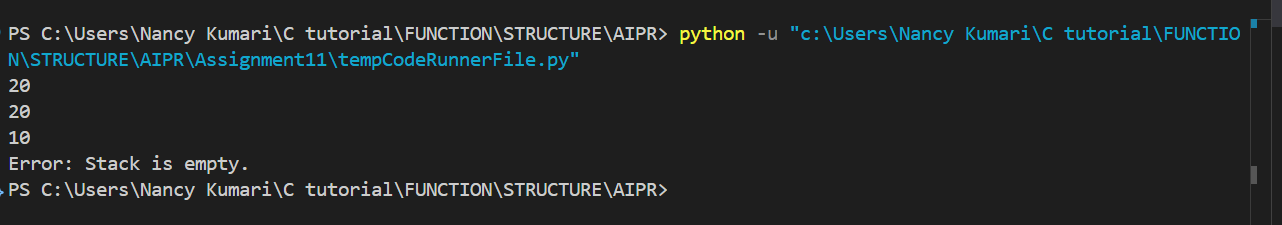 PS C:\Users\Nancy Kumari\C tutorial\FUNCTION\STRUCTURE\AIPR> python -u "c:\Users\Nancy Kumari\C tutorial\FUNCTIO
N\STRUCTURE\AIPR\Assignment11\tempCodeRunnerFile.py"
20
20
10
Error: Stack is empty.
PS C:\Users\Nancy Kumari\C tutorial\FUNCTION\STRUCTURE\AIPR>